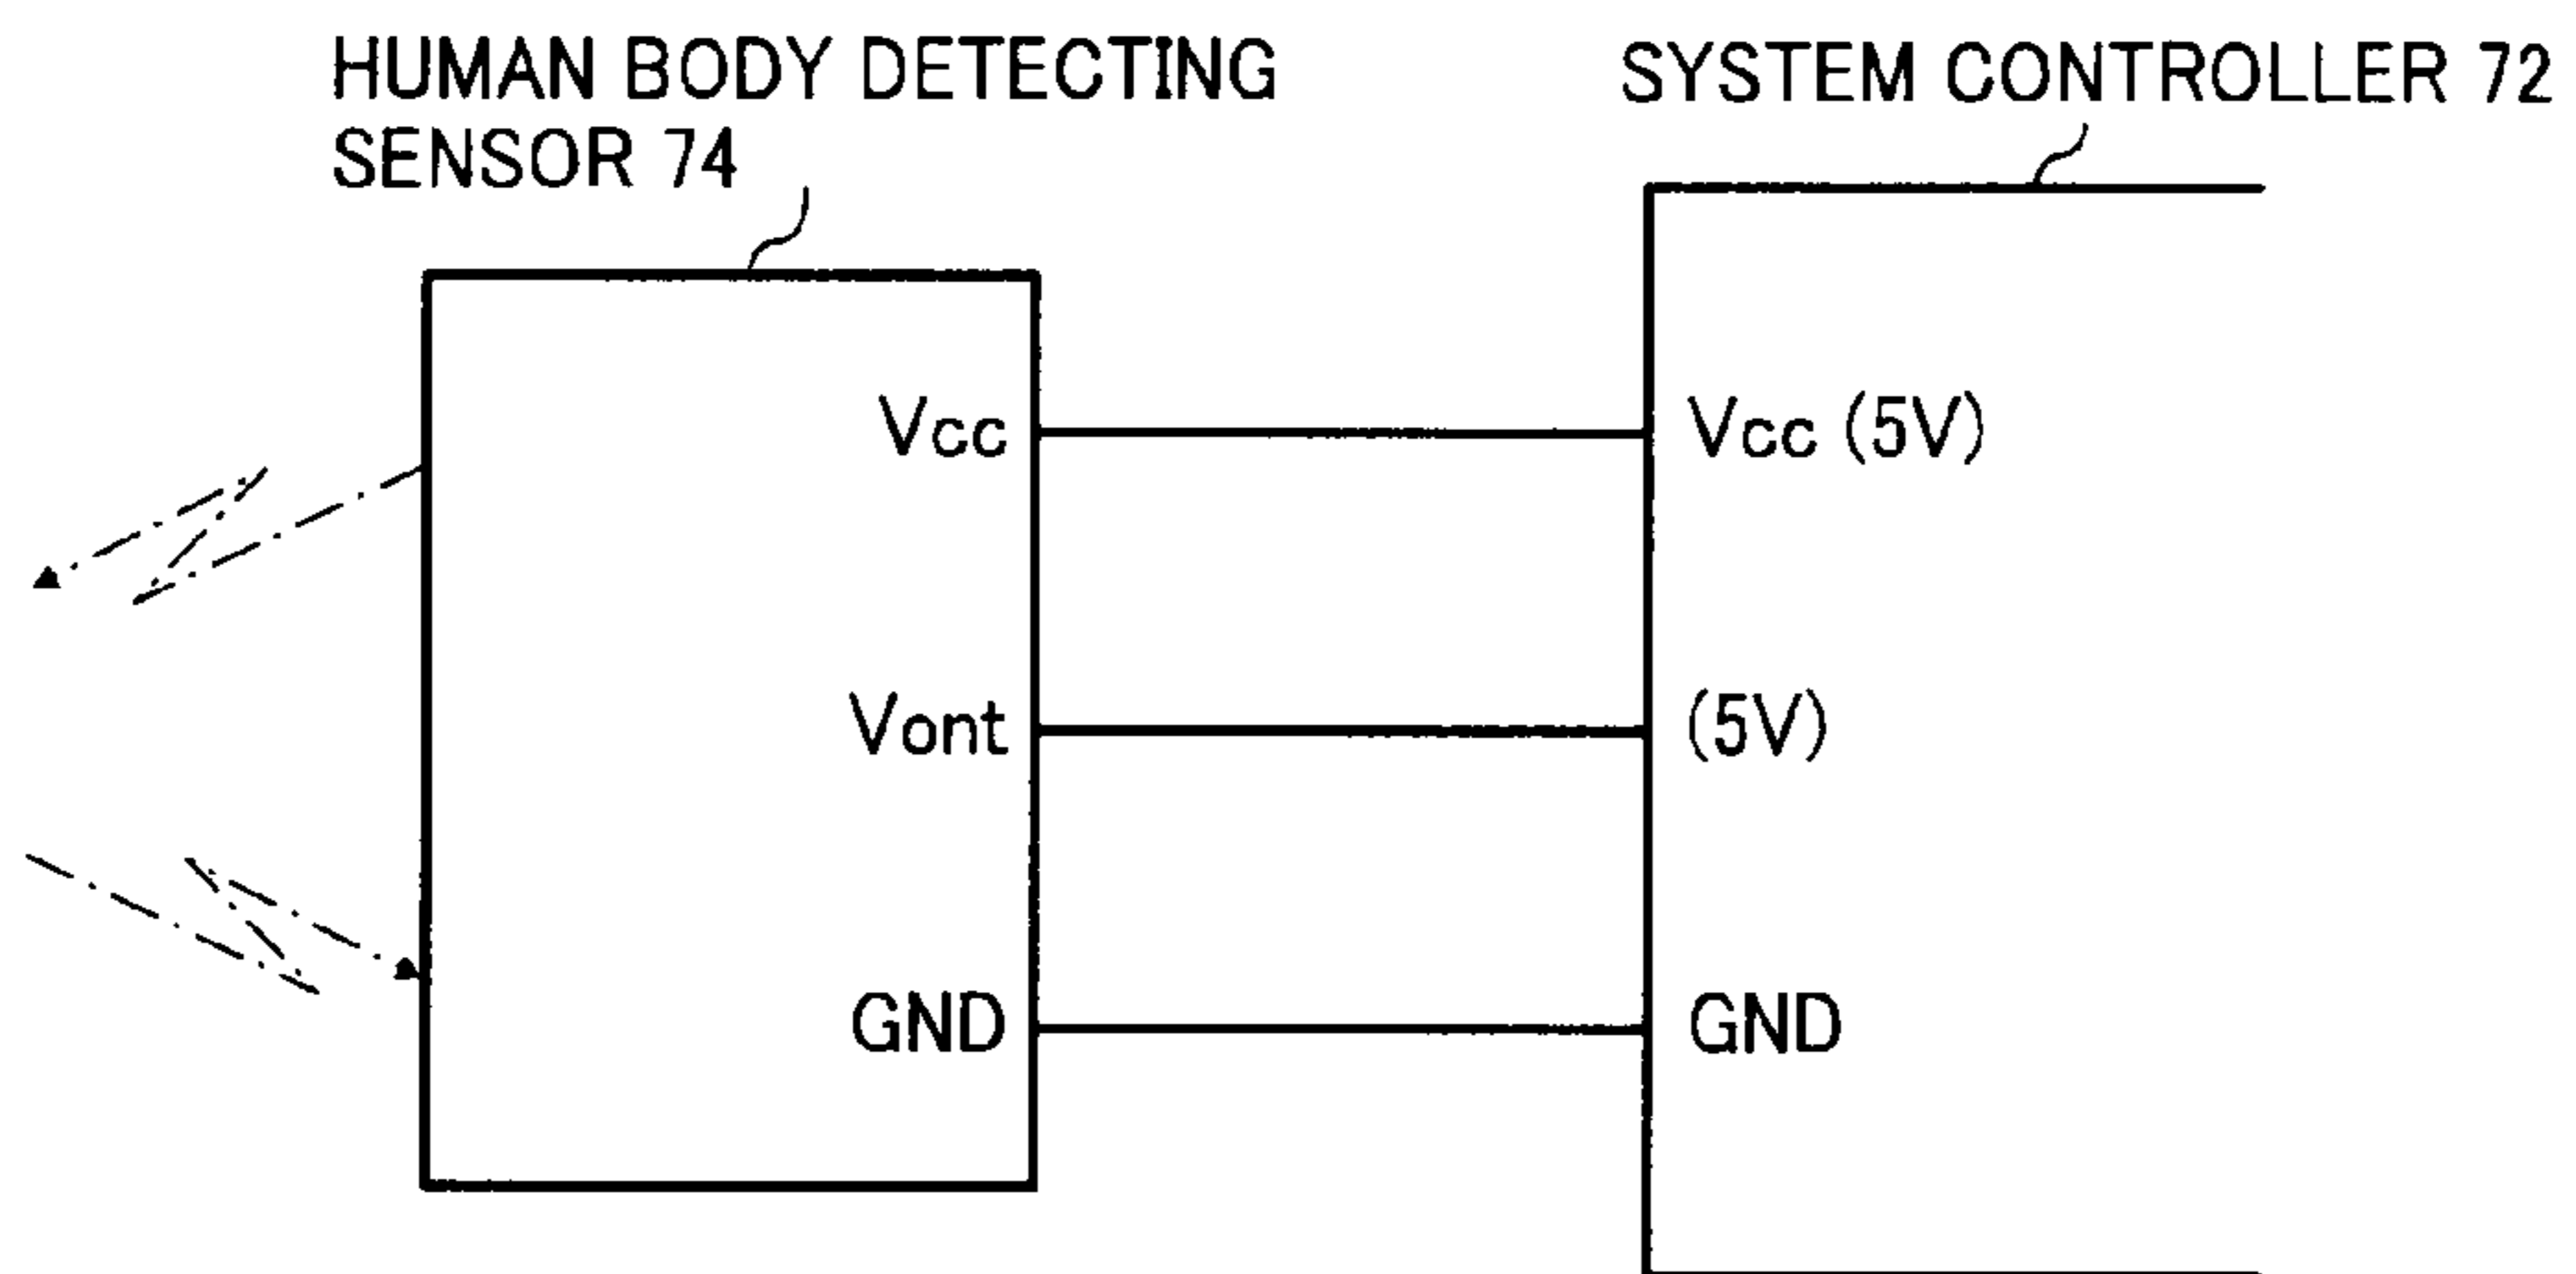 HUMAN BODY DETECTING
SENSOR 74
SYSTEM CONTROLLER 72
Vcc
Vcc (5V)
Vont
(5V)
GND
GND